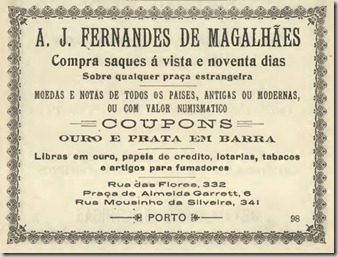 A. J. FERNANDES DE MAGALHÃES
Compra saques á vista e noventa dias
Sobre qualquer praça estrangeira
MOEDAS E NOTAS DE TODOS OS PAISES, ANTIGAS OU MODERNAS,
OU COM VALOR NUMISMATICO
COUPONS
OURO E PRATA EM BARRA
Libras em ouro, papeis de credito, lotarias, tabacos
e artigos para fumadores
Rua das Flores, 332
Praça de Almeida Garrett, 6
Rua Mousinho da Silveira, 341
PORTO
98